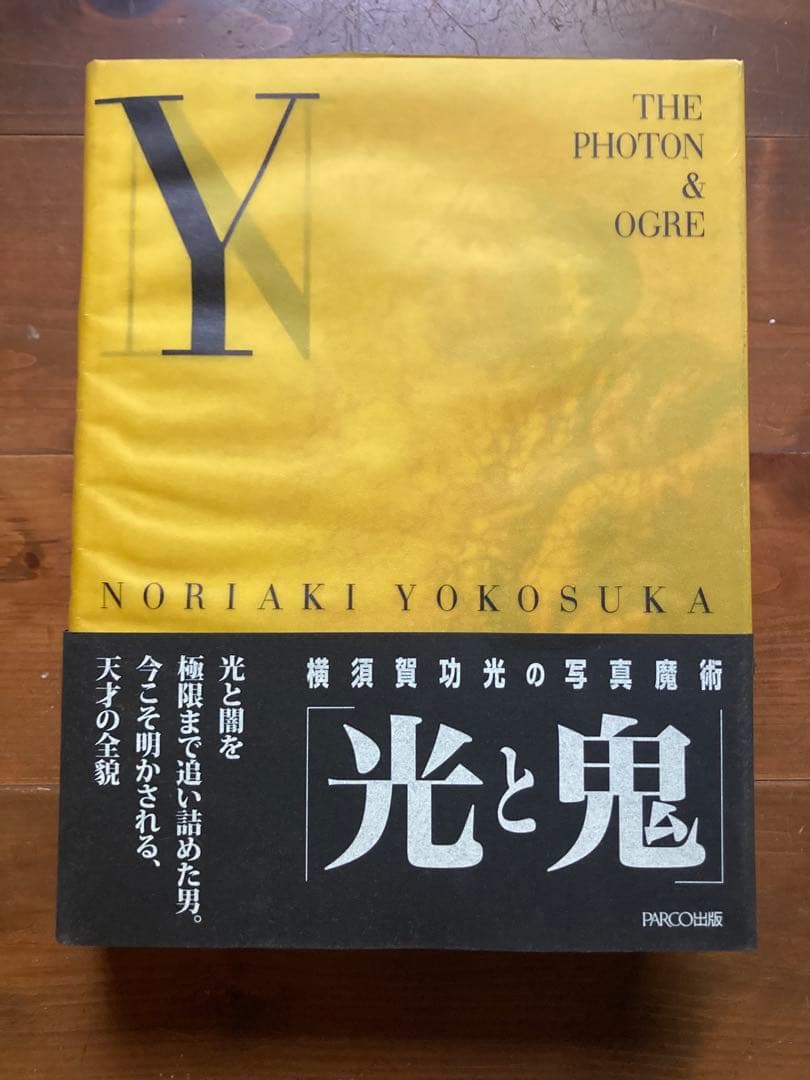 YN
THE
PHOTON
&
OGRE
NORIAKI YOKOSUKA
横須賀功光の写真魔術
「光と鬼」
光と闇を
極限まで追い詰めた男。
今こそ明かされる、
天才の全貌
PARCO出版